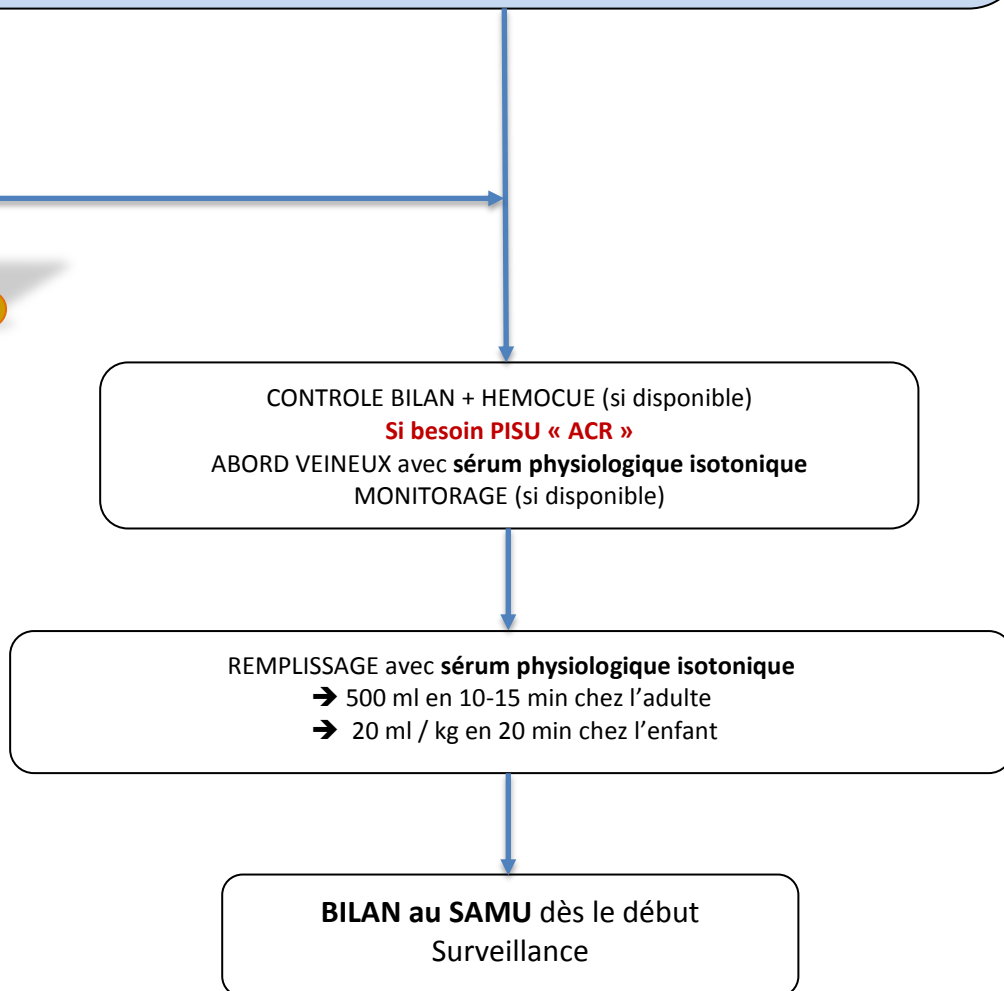 CONTROLE BILAN + HEMOCUE (si disponible)
Si besoin PISU « ACR »
ABORD VEINEUX avec sérum physiologique isotonique
MONITORAGE (si disponible)
REMPLISSAGE avec sérum physiologique isotonique
➔ 500 ml en 10-15 min chez l’adulte
➔ 20 ml / kg en 20 min chez l’enfant
BILAN au SAMU dès le début
Surveillance